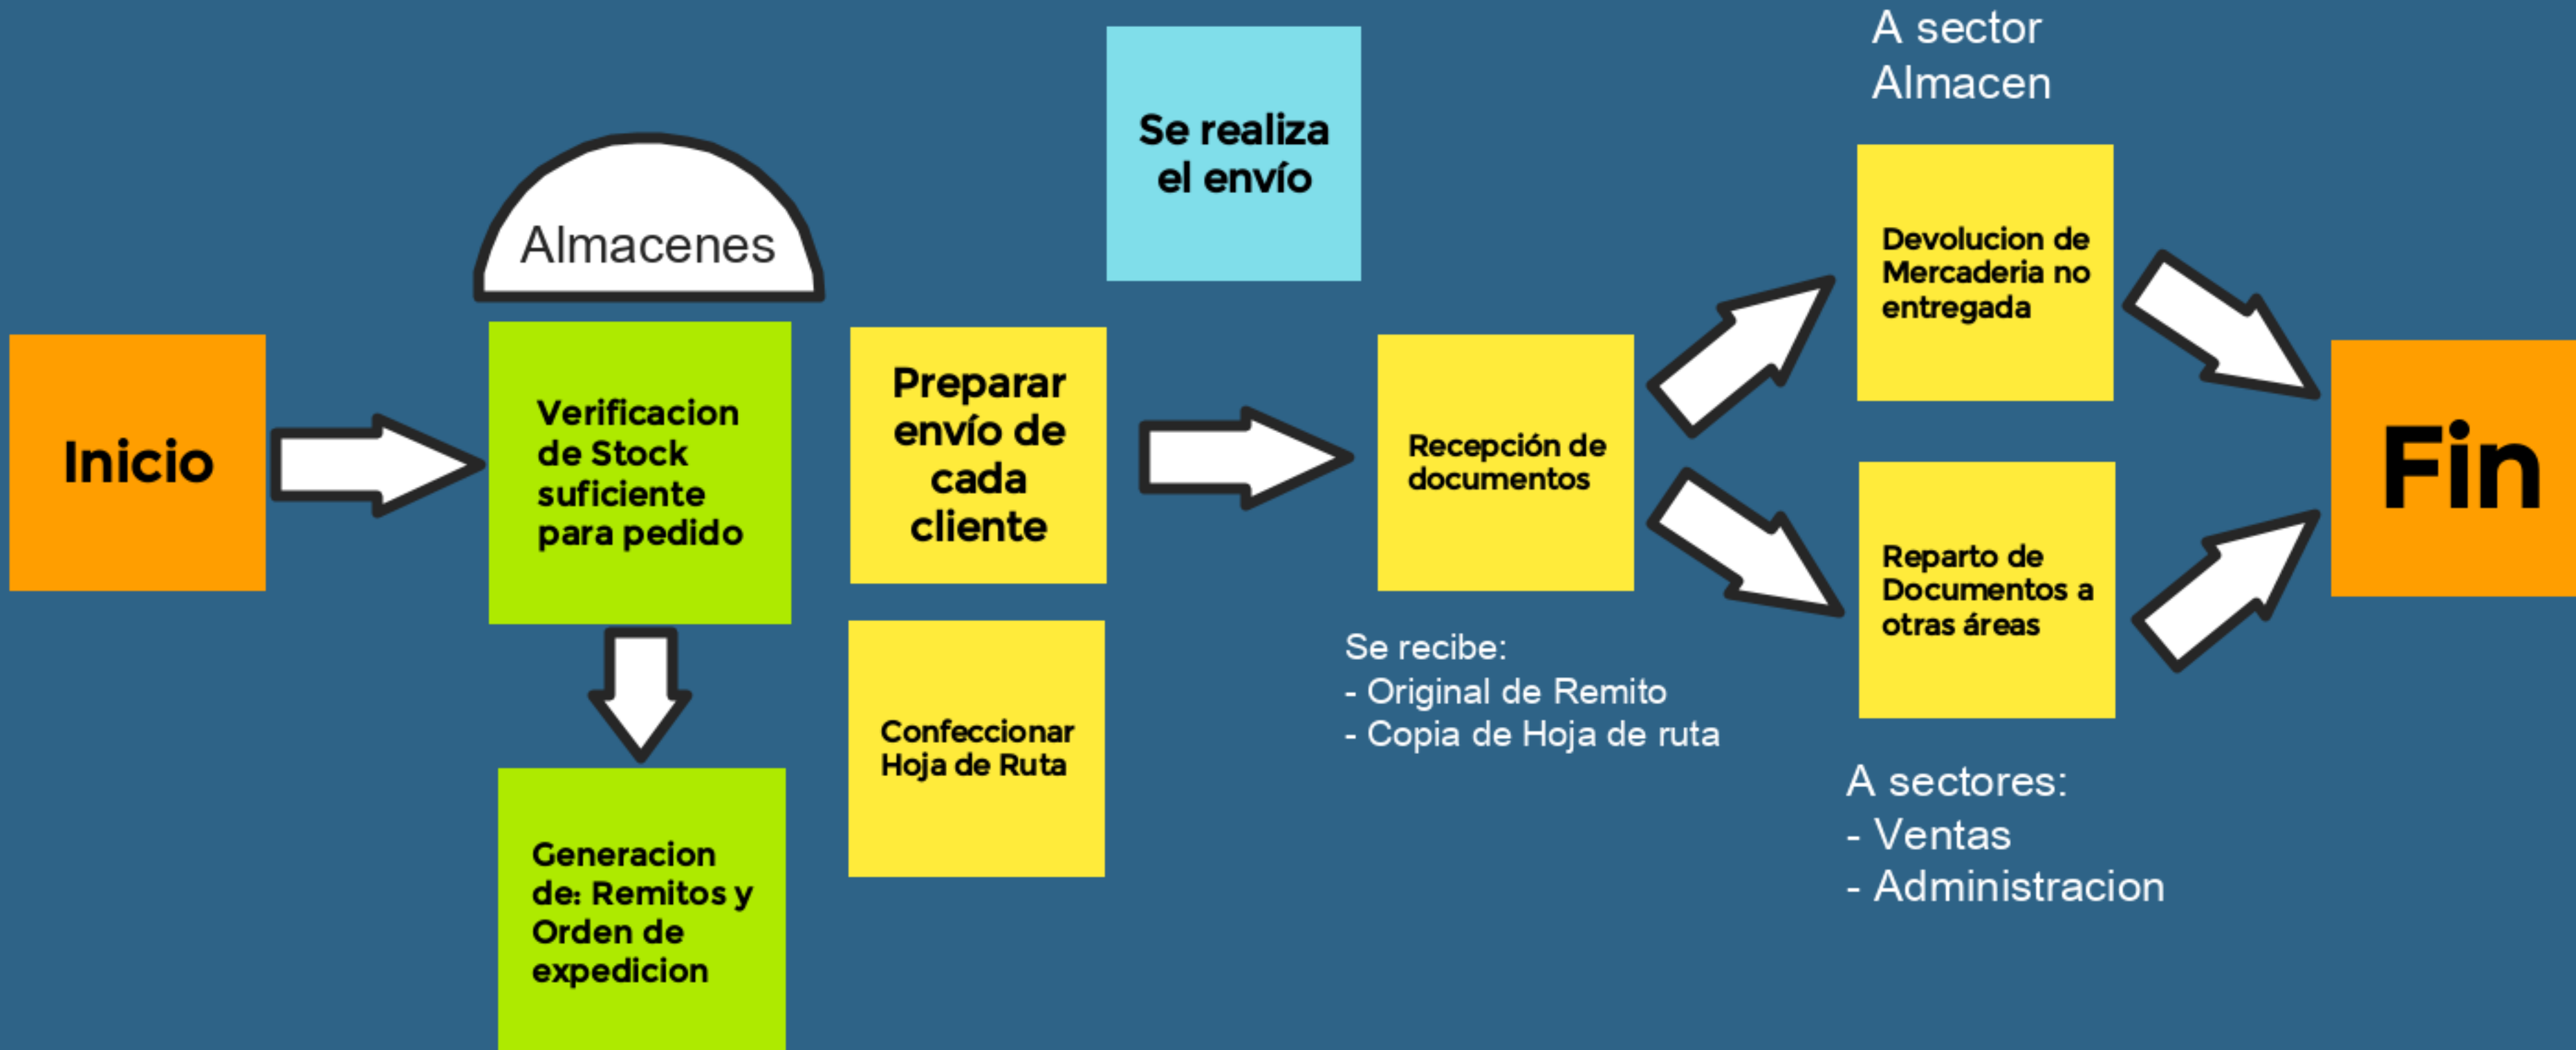 Inicio
Almacenes
Verificacion
de Stock
suficiente
para pedido
Generacion
de: Remitos y
Orden de
expedicion
Preparar
envío de
cada
cliente
Confeccionar
Hoja de Ruta
Se realiza
el envío
Recepción de
documentos
Se recibe:
- Original de Remito
- Copia de Hoja de ruta
A sector
Almacen
Devolucion de
Mercaderia no
entregada
Reparto de
Documentos a
otras áreas
A sectores:
- Ventas
- Administracion
Fin